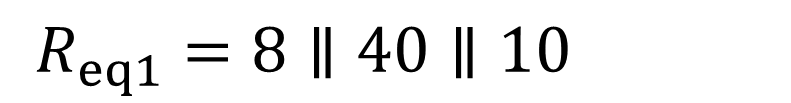 R_eq1 = 8 ∥ 40 ∥ 10